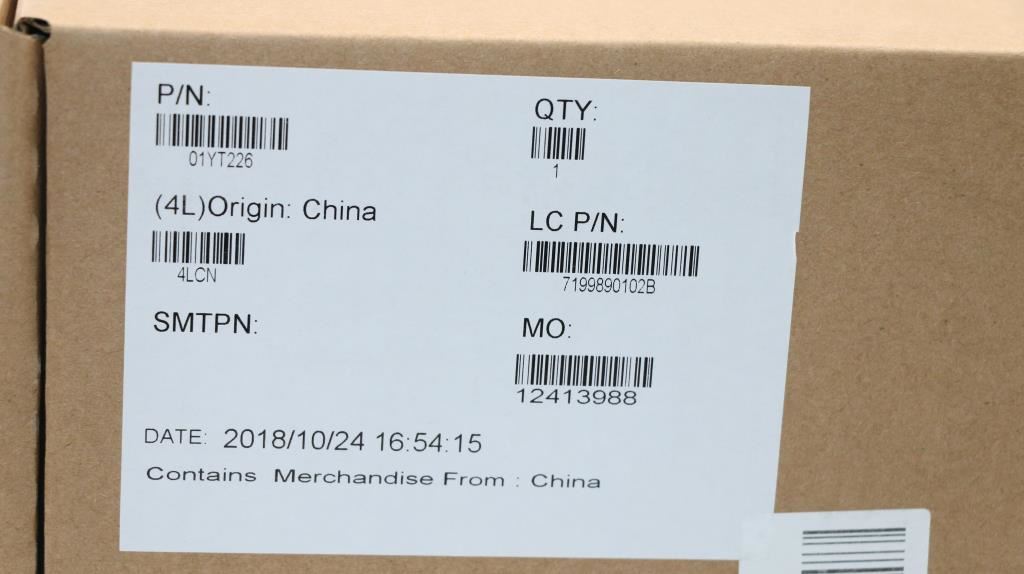 P/N:
01YT226
QTY:
1
(4L)Origin: China
4LCN
LC P/N:
7199890102B
SMTPN:
MO:
12413988
DATE: 2018/10/24 16:54:15
Contains Merchandise From : China